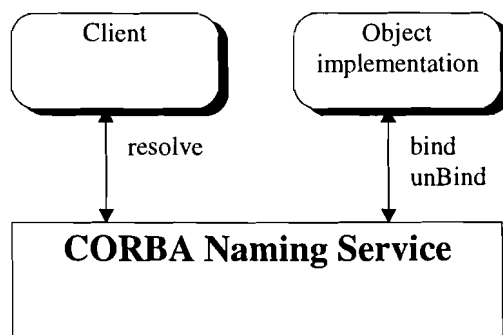 Client
Object
implementation
resolve
bind
unBind
CORBA Naming Service